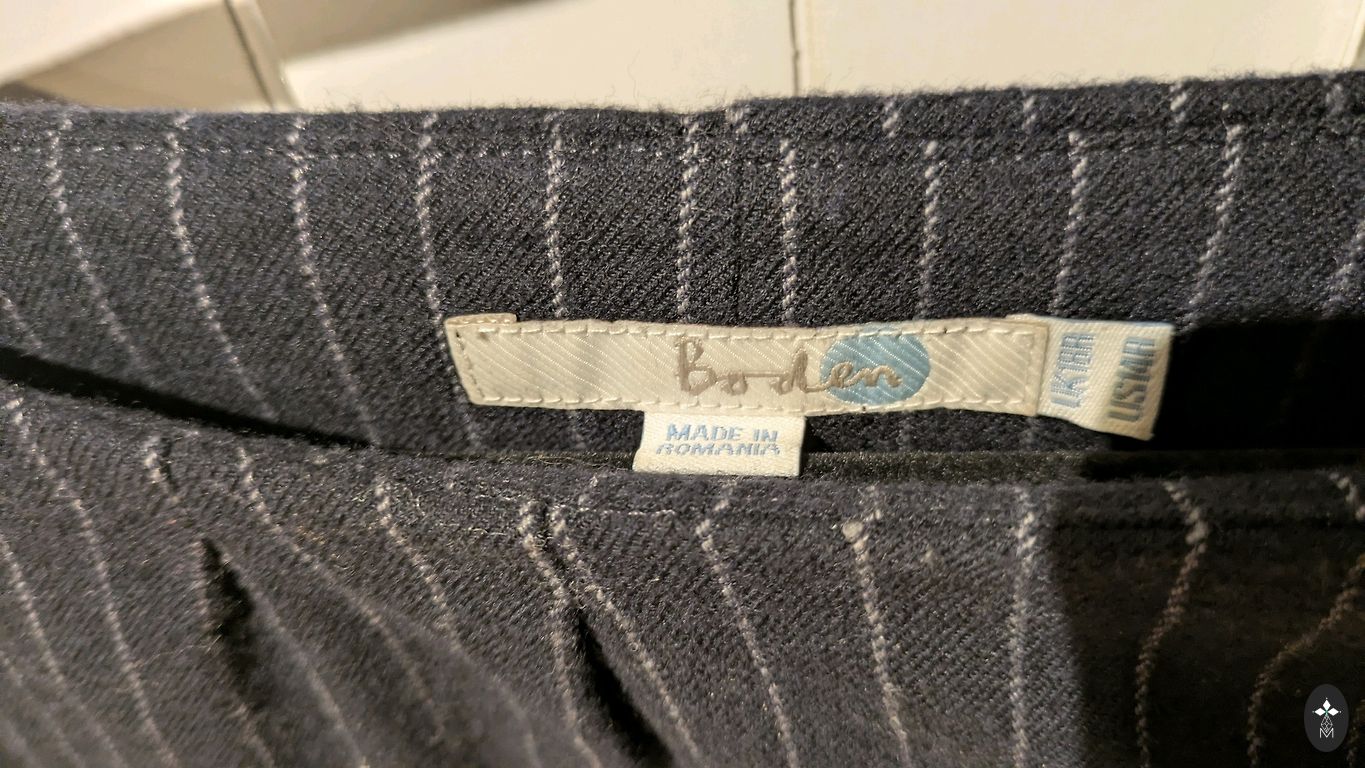 Boden
UK18R
US14R
MADE IN
ROMANIA